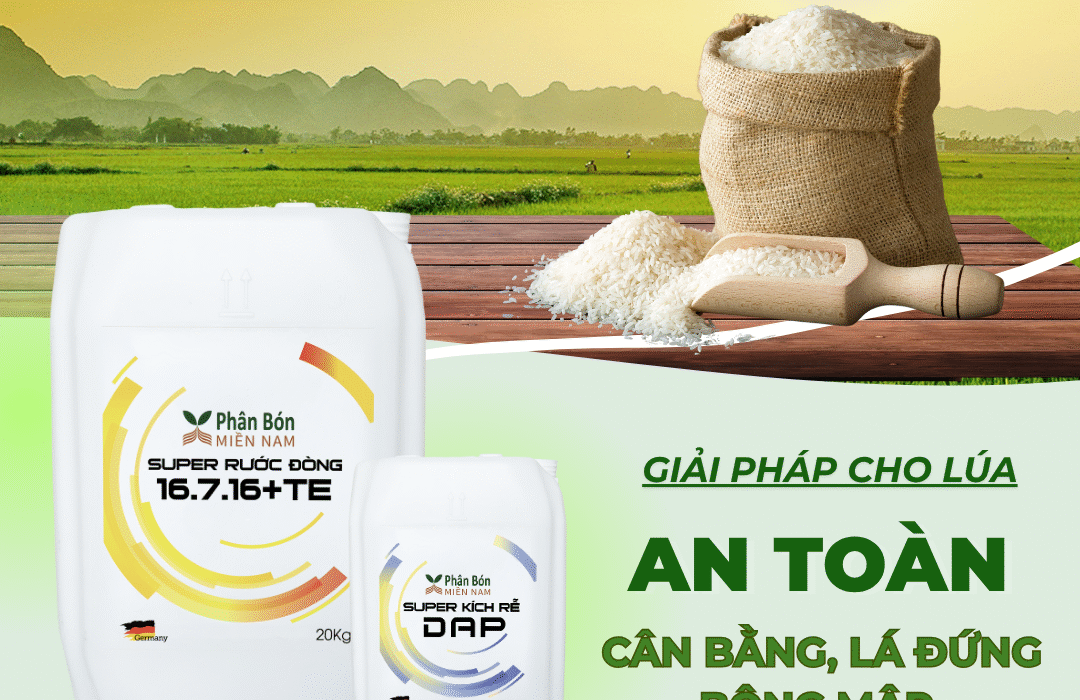 Phân Bón
MIỀN NAM
SUPER RƯỚC ĐÒNG
16.7.16+TE
Germany
20Kg
Phân Bón
MIỀN NAM
SUPER KÍCH RỄ
DAP
GIẢI PHÁP CHO LÚA
AN TOÀN
CÂN BẰNG, LÁ ĐỨNG